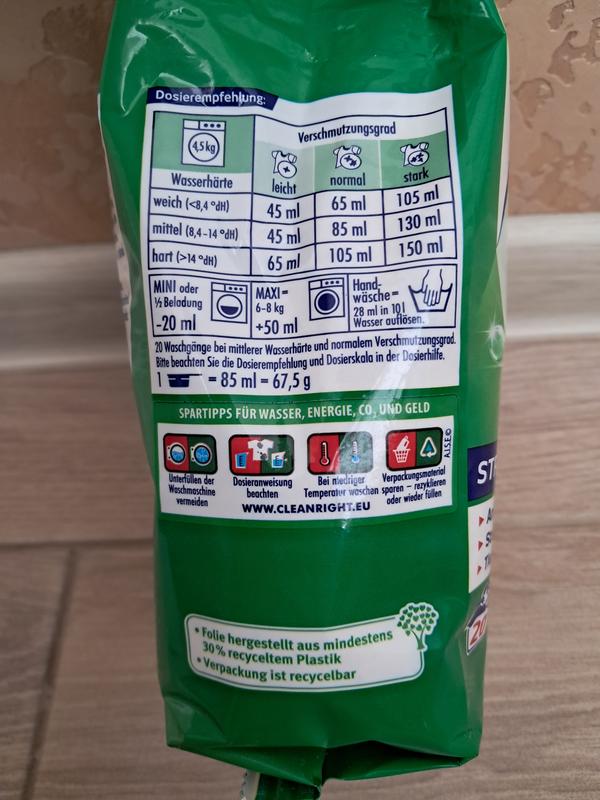 Dosierempfehlung:
4,5 kg
Verschmutzungsgrad
Wasserhärte leicht normal stark
weich (<8,4 °dH) 45 ml 65 ml 105 ml
mittel (8,4-14 °dH) 45 ml 85 ml 130 ml
hart (>14 °dH) 65 ml 105 ml 150 ml
MINI oder
½ Beladung
-20 ml
MAXI=
6-8 kg
+50 ml
Hand-
wäsche=
28 ml in 10 l
Wasser auflösen.
20 Waschgänge bei mittlerer Wasserhärte und normalem Verschmutzungsgrad.
Bitte beachten Sie die Dosierempfehlung und Dosierskala in der Dosierhilfe.
1 = 85 ml = 67,5 g
SPARTIPPS FÜR WASSER, ENERGIE, CO₂ UND GELD
A.I.S.E.©
Unterfüllen der
Waschmaschine
vermeiden
Dosieranweisung
beachten
Bei niedriger
Temperatur waschen
Verpackungsmaterial
sparen – rezyklieren
oder wieder füllen
WWW.CLEANRIGHT.EU
• Folie hergestellt aus mindestens
30% recyceltem Plastik
• Verpackung ist recycelbar
ST
20